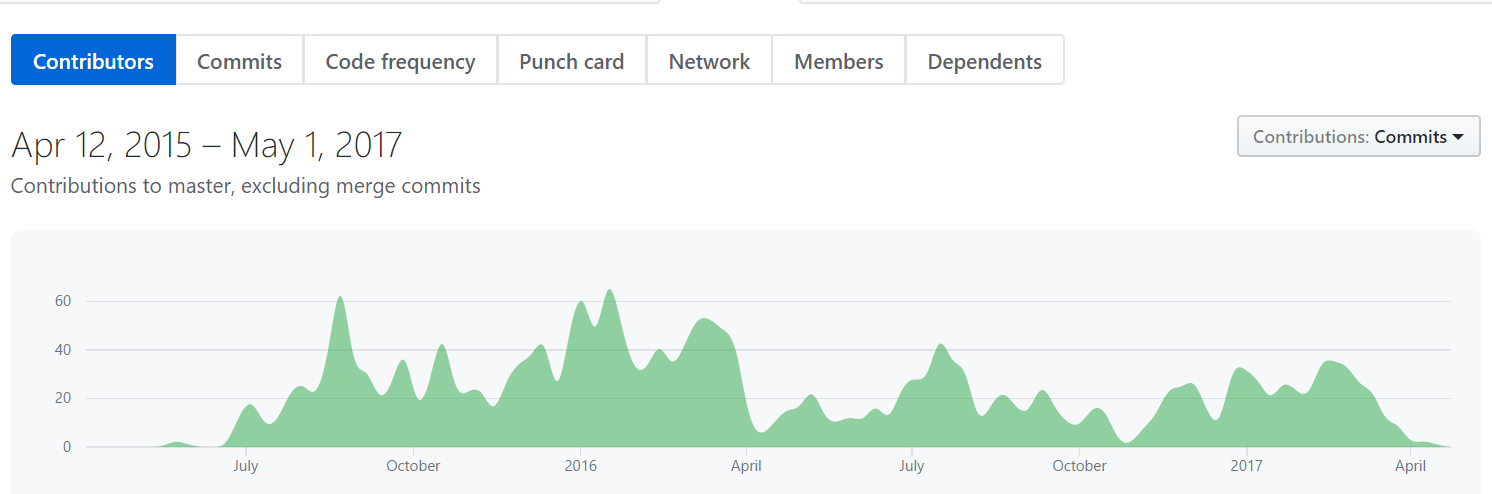 Contributors Commits Code frequency Punch card Network Members Dependents
Apr 12, 2015 – May 1, 2017
Contributions: Commits
Contributions to master, excluding merge commits
60
40
20
0
July October 2016 April July October 2017 April